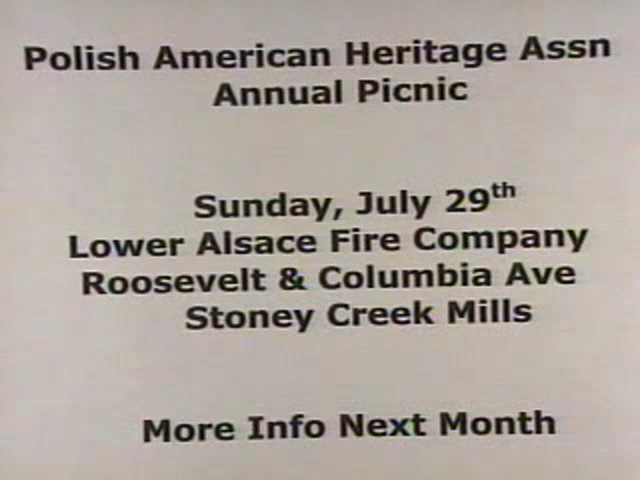 Polish American Heritage Assn
Annual Picnic
Sunday, July 29th
Lower Alsace Fire Company
Roosevelt & Columbia Ave
Stoney Creek Mills
More Info Next Month